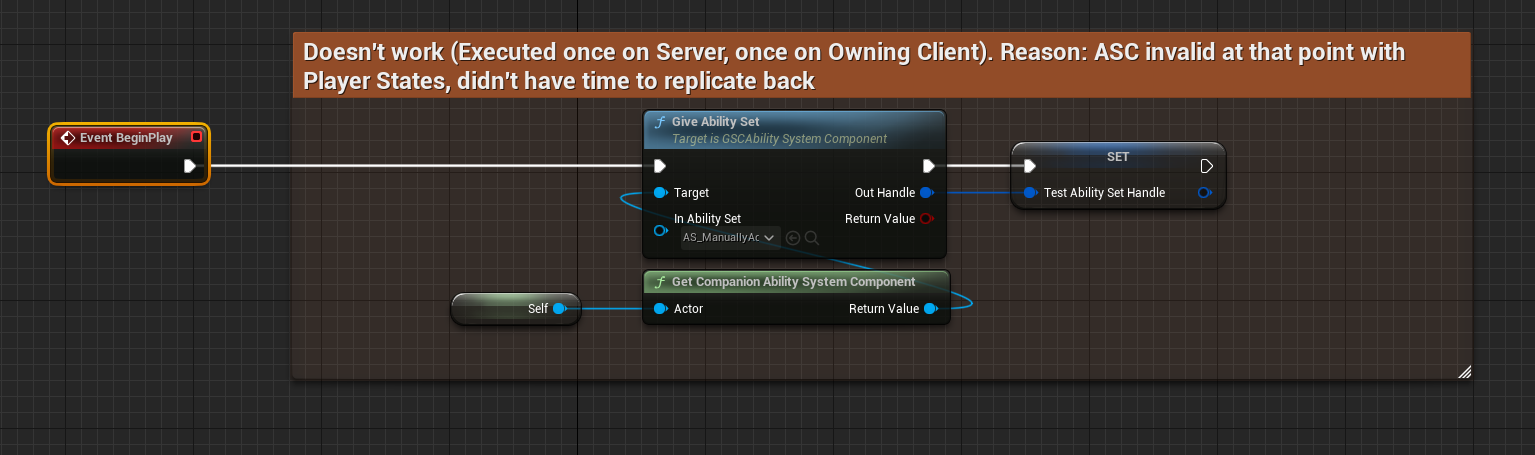 Doesn't work (Executed once on Server, once on Owning Client). Reason: ASC invalid at that point with
Player States, didn't have time to replicate back
Event BeginPlay
Give Ability Set
Target is GSCAbility System Component
Target
Out Handle
In Ability Set
Return Value
AS_ManuallyAc
SET
Test Ability Set Handle
Get Companion Ability System Component
Self
Actor
Return Value